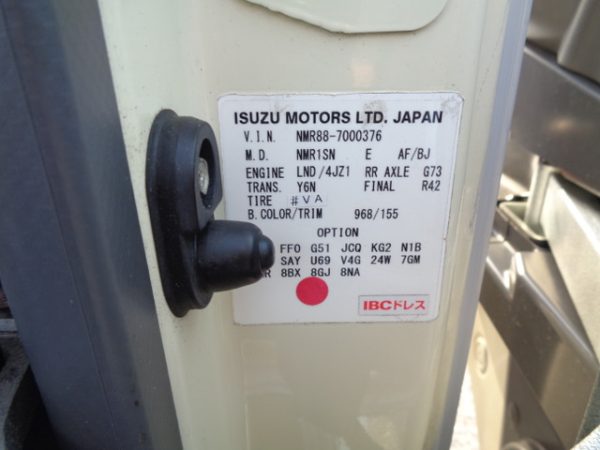 ISUZU MOTORS LTD. JAPAN
V.I.N. NMR88-7000376
M.D. NMR1SN E AF/BJ
ENGINE LND/4JZ1 RR AXLE G73
TRANS. Y6N FINAL R42
TIRE #VA
B.COLOR/TRIM 968/155
OPTION
FFO G51 JCQ KG2 N1B
SAY U69 V4G 24W 7GM
8BX 8GJ 8NA
IBCドレス